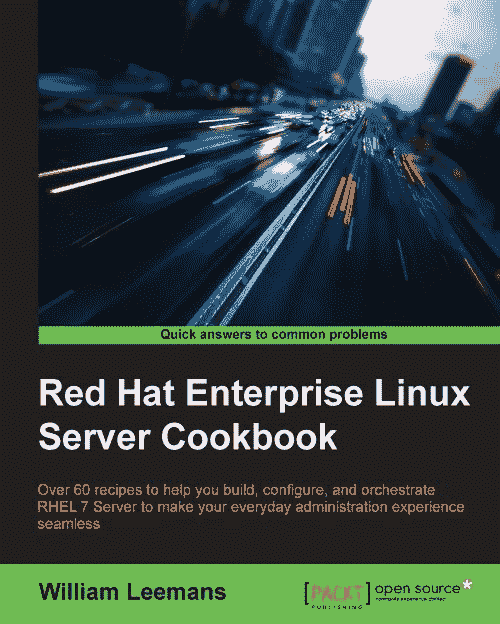 Quick answers to common problems
Red Hat Enterprise Linux
Server Cookbook
Over 60 recipes to help you build, configure, and orchestrate
RHEL 7 Server to make your everyday administration experience
seamless
William Leemans
[PACKT] open source*
PUBLISHING community experience distilled